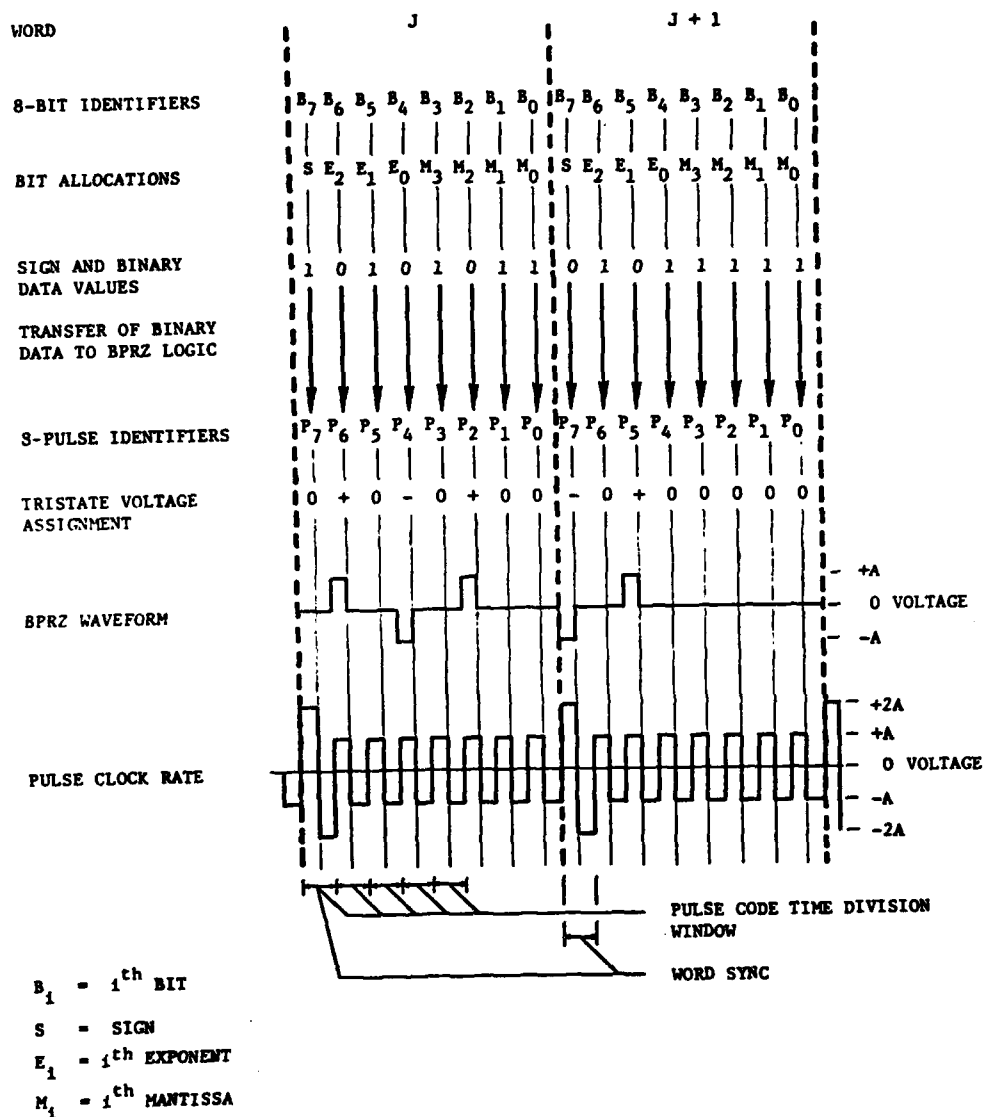 WORD J J + 1
8-BIT IDENTIFIERS B7 B6 B5 B4 B3 B2 B1 B0 B7 B6 B5 B4 B3 B2 B1 B0
BIT ALLOCATIONS S E2 E1 E0 M3 M2 M1 M0 S E2 E1 E0 M3 M2 M1 M0
SIGN AND BINARY
DATA VALUES
1 0 1 0 1 0 1 1 0 1 0 1 1 1 1 1
TRANSFER OF BINARY
DATA TO BPRZ LOGIC
8-PULSE IDENTIFIERS P7 P6 P5 P4 P3 P2 P1 P0 P7 P6 P5 P4 P3 P2 P1 P0
TRISTATE VOLTAGE
ASSIGNMENT
0 + 0 - 0 + 0 0 - 0 + 0 0 0 0 0
BPRZ WAVEFORM
+A
0 VOLTAGE
-A
PULSE CLOCK RATE
+2A
+A
0 VOLTAGE
-A
-2A
PULSE CODE TIME DIVISION
WINDOW
WORD SYNC
Bi = ith BIT
S = SIGN
Ei = ith EXPONENT
Mi = ith MANTISSA